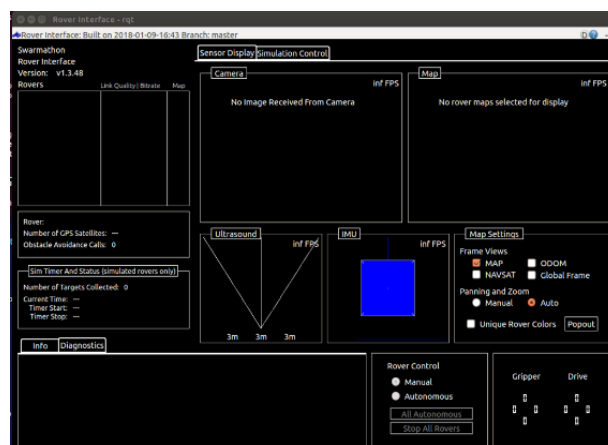 Rover Interface - rqt
Rover Interface: Built on 2018-01-09-16:43 Branch: master
D
Swarmathon
Rover Interface
Version: v1.3.48
Rovers
Link Quality | Bitrate
Map
Sensor Display
Simulation Control
Camera
inf FPS
No Image Received From Camera
Map
inf FPS
No rover maps selected for display
Rover:
Number of GPS Satellites: ---
Obstacle Avoidance Calls: 0
Sim Timer And Status (simulated rovers only)
Number of Targets Collected: 0
Current Time: ---
Timer Start: ---
Timer Stop: ---
Ultrasound
inf FPS
3m 3m 3m
IMU
inf FPS
Map Settings
Frame Views
MAP
ODOM
NAVSAT
Global Frame
Panning and Zoom
Manual
Auto
Unique Rover Colors
Popout
Info
Diagnostics
Rover Control
Manual
Autonomous
All Autonomous
Stop All Rovers
Gripper
Drive